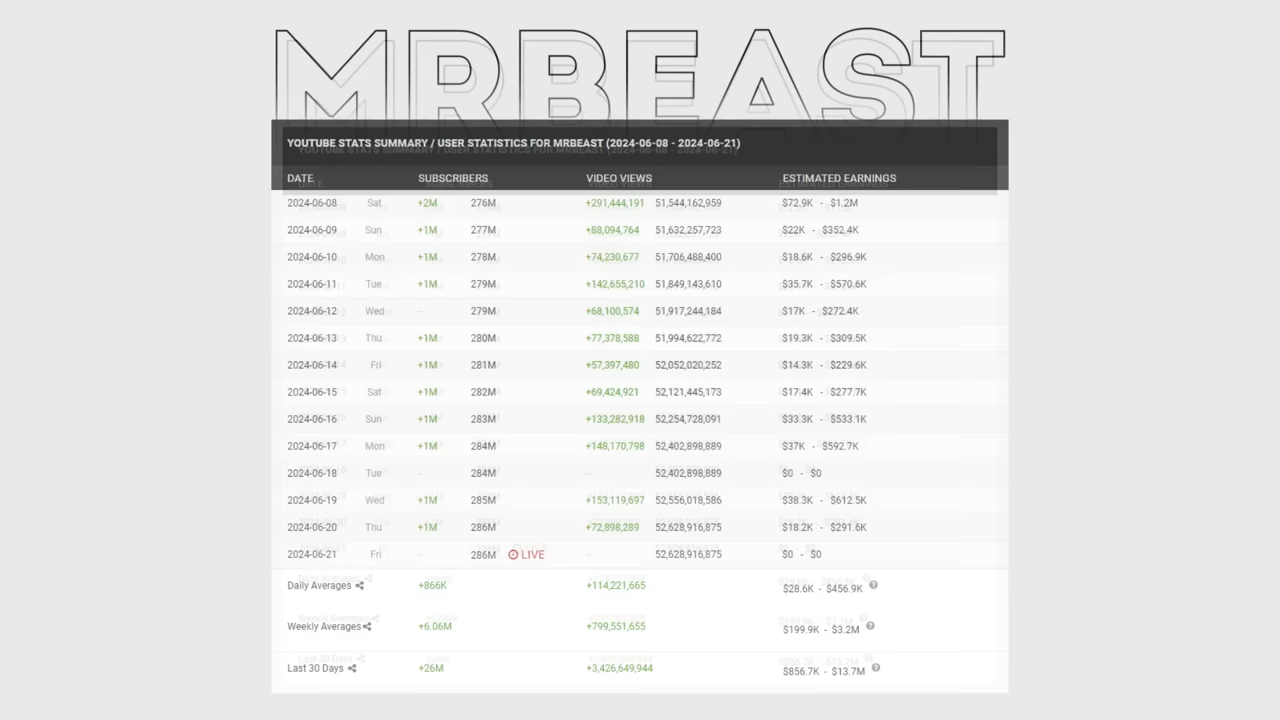 MRBEAST
YOUTUBE STATS SUMMARY / USER STATISTICS FOR MRBEAST (2024-06-08 - 2024-06-21)
DATE SUBSCRIBERS VIDEO VIEWS ESTIMATED EARNINGS
2024-06-08 Sat +2M 276M +291,444,191 51,544,162,959 $72.9K - $1.2M
2024-06-09 Sun +1M 277M +88,094,764 51,632,257,723 $22K - $352.4K
2024-06-10 Mon +1M 278M +74,230,677 51,706,488,400 $18.6K - $296.9K
2024-06-11 Tue +1M 279M +142,655,210 51,849,143,610 $35.7K - $570.6K
2024-06-12 Wed -- 279M +68,100,574 51,917,244,184 $17K - $272.4K
2024-06-13 Thu +1M 280M +77,378,588 51,994,622,772 $19.3K - $309.5K
2024-06-14 Fri +1M 281M +57,397,480 52,052,020,252 $14.3K - $229.6K
2024-06-15 Sat +1M 282M +69,424,921 52,121,445,173 $17.4K - $277.7K
2024-06-16 Sun +1M 283M +133,282,918 52,254,728,091 $33.3K - $533.1K
2024-06-17 Mon +1M 284M +148,170,798 52,402,898,889 $37K - $592.7K
2024-06-18 Tue -- 284M -- 52,402,898,889 $0 - $0
2024-06-19 Wed +1M 285M +153,119,697 52,556,018,586 $38.3K - $612.5K
2024-06-20 Thu +1M 286M +72,898,289 52,628,916,875 $18.2K - $291.6K
2024-06-21 Fri -- 286M LIVE -- 52,628,916,875 $0 - $0
Daily Averages +866K +114,221,665 $28.6K - $456.9K
Weekly Averages +6.06M +799,551,655 $199.9K - $3.2M
Last 30 Days +26M +3,426,649,944 $856.7K - $13.7M